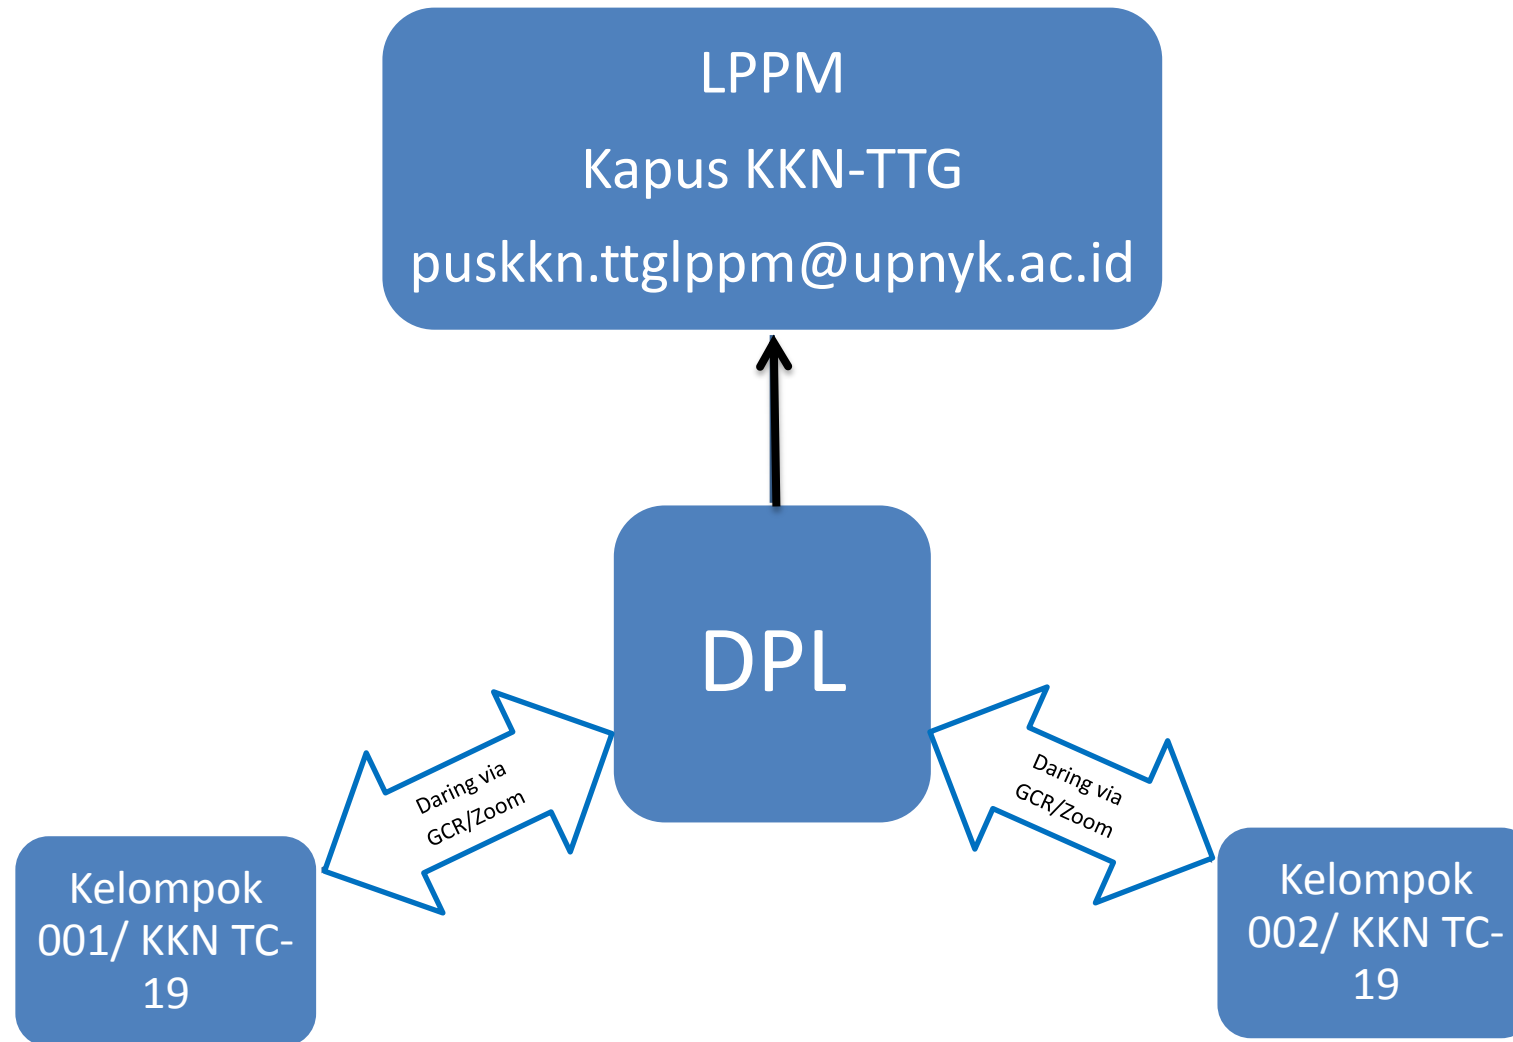 LPPM
Kapus KKN-TTG
puskkn.ttglppm@upnyk.ac.id
DPL
Daring via
GCR/Zoom
Daring via
GCR/Zoom
Kelompok
001/ KKN TC-
19
Kelompok
002/ KKN TC-
19